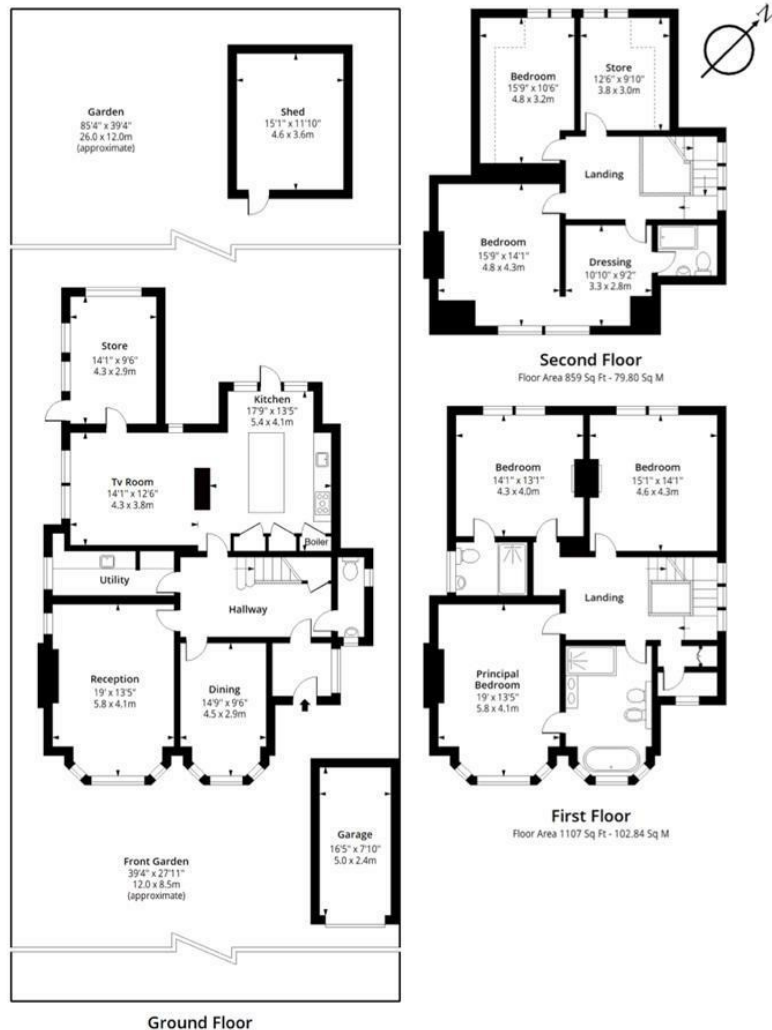 Garden
85'4" x 39'4"
26.0 x 12.0m
(approximate)
Shed
15'1" x 11'10"
4.6 x 3.6m
Store
14'1" x 9'6"
4.3 x 2.9m
Kitchen
17'9" x 13'5"
5.4 x 4.1m
Tv Room
14'1" x 12'6"
4.3 x 3.8m
Boiler
Utility
Hallway
Reception
19' x 13'5"
5.8 x 4.1m
Dining
14'9" x 9'6"
4.5 x 2.9m
Garage
16'5" x 7'10"
5.0 x 2.4m
Front Garden
39'4" x 27'11"
12.0 x 8.5m
(approximate)
Ground Floor
N
Bedroom
15'9" x 10'6"
4.8 x 3.2m
Store
12'6" x 9'10"
3.8 x 3.0m
Landing
Bedroom
15'9" x 14'1"
4.8 x 4.3m
Dressing
10'10" x 9'2"
3.3 x 2.8m
Second Floor
Floor Area 859 Sq Ft - 79.80 Sq M
Bedroom
14'1" x 13'1"
4.3 x 4.0m
Bedroom
15'1" x 14'1"
4.6 x 4.3m
Landing
Principal
Bedroom
19' x 13'5"
5.8 x 4.1m
First Floor
Floor Area 1107 Sq Ft - 102.84 Sq M